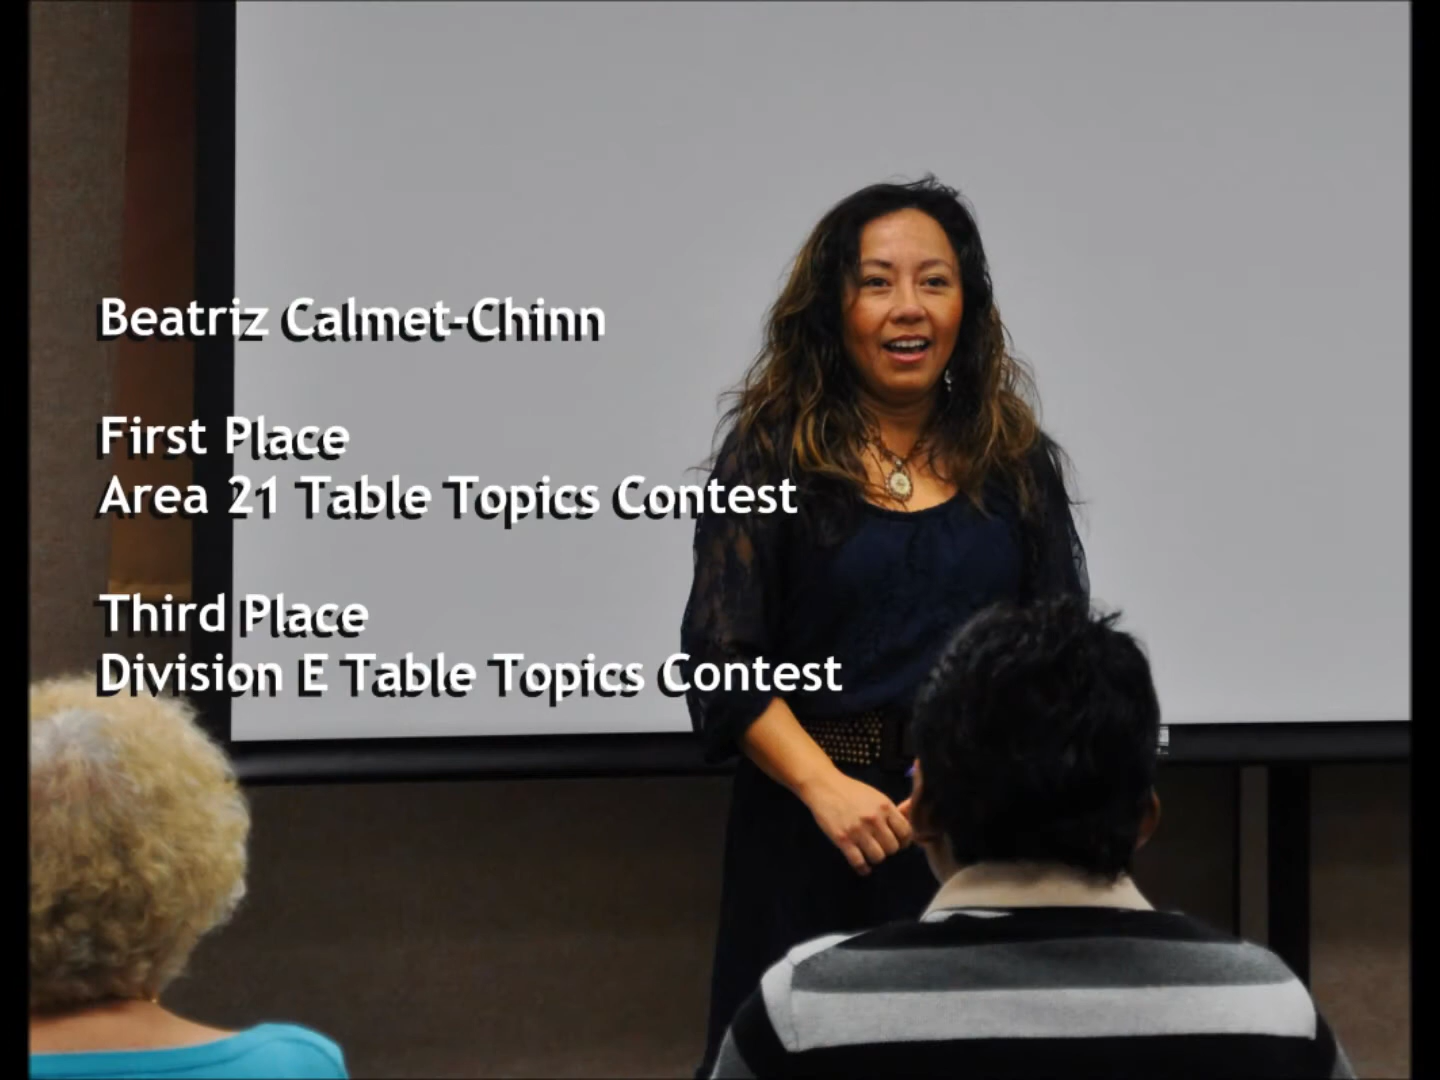 Beatriz Calmet-Chinn
First Place
Area 21 Table Topics Contest
Third Place
Division E Table Topics Contest